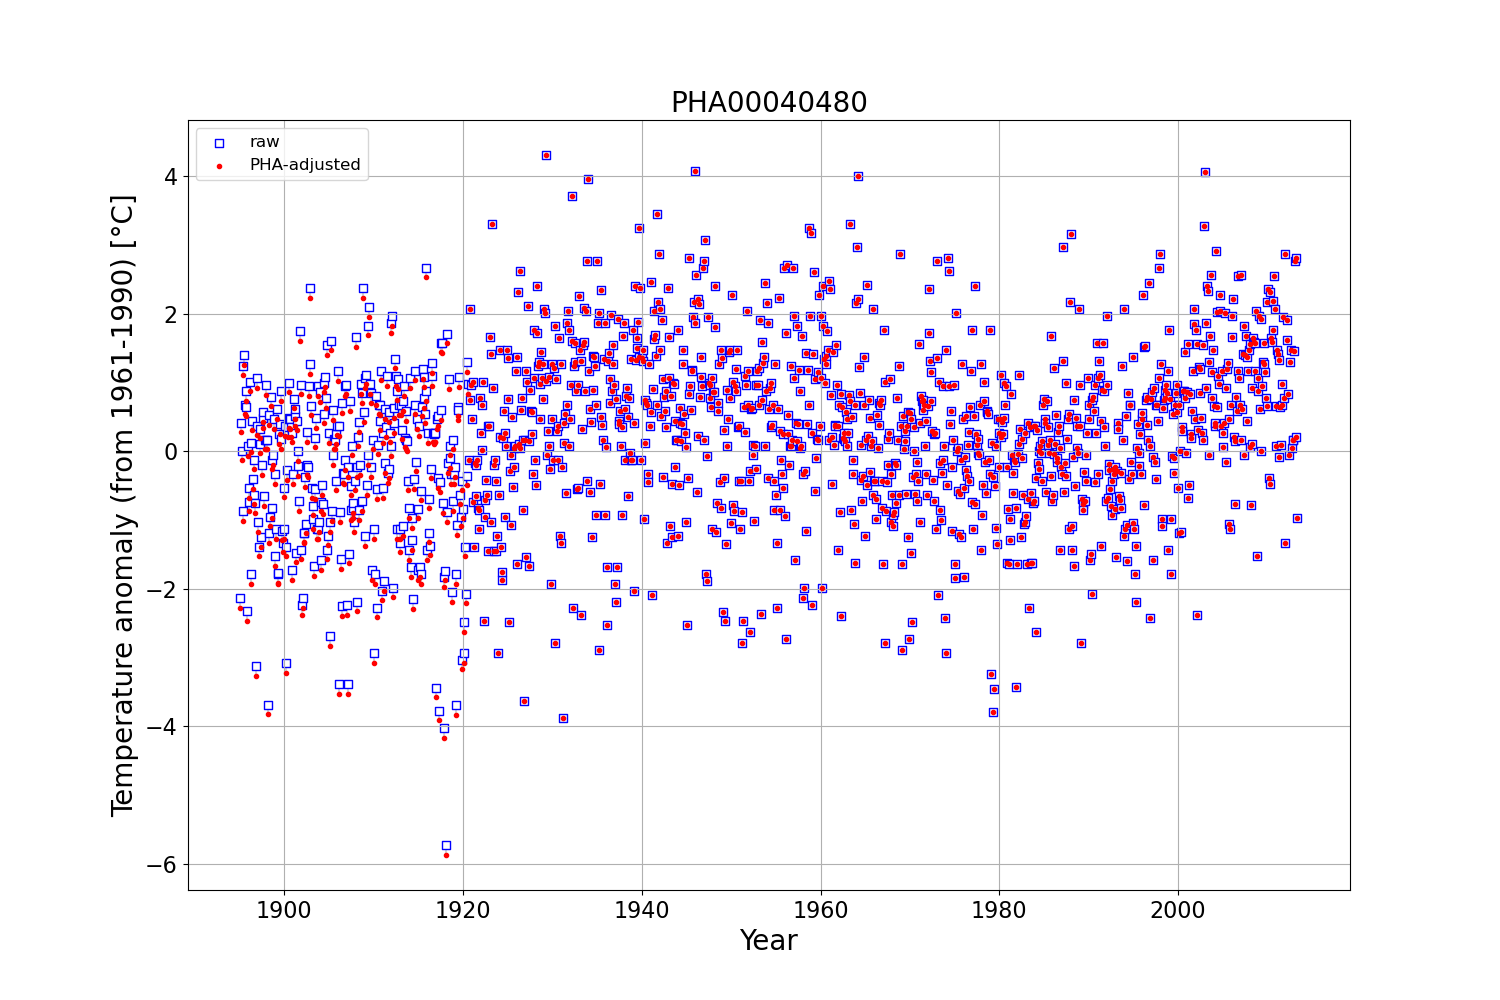 PHA00040480
raw
PHA-adjusted
Temperature anomaly (from 1961-1990) [°C]
4
2
0
−2
−4
−6
1900 1920 1940 1960 1980 2000
Year